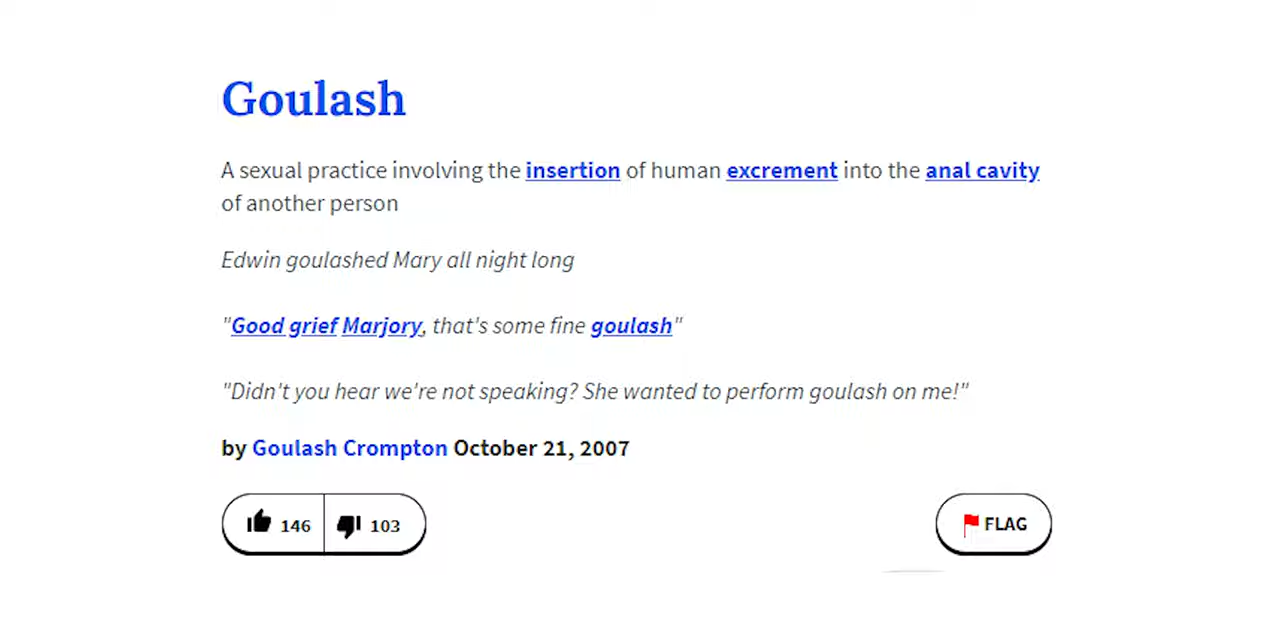 Goulash
A sexual practice involving the insertion of human excrement into the anal cavity
of another person
Edwin goulashed Mary all night long
"Good grief Marjory, that's some fine goulash"
"Didn't you hear we're not speaking? She wanted to perform goulash on me!"
by Goulash Crompton October 21, 2007
146 103 FLAG